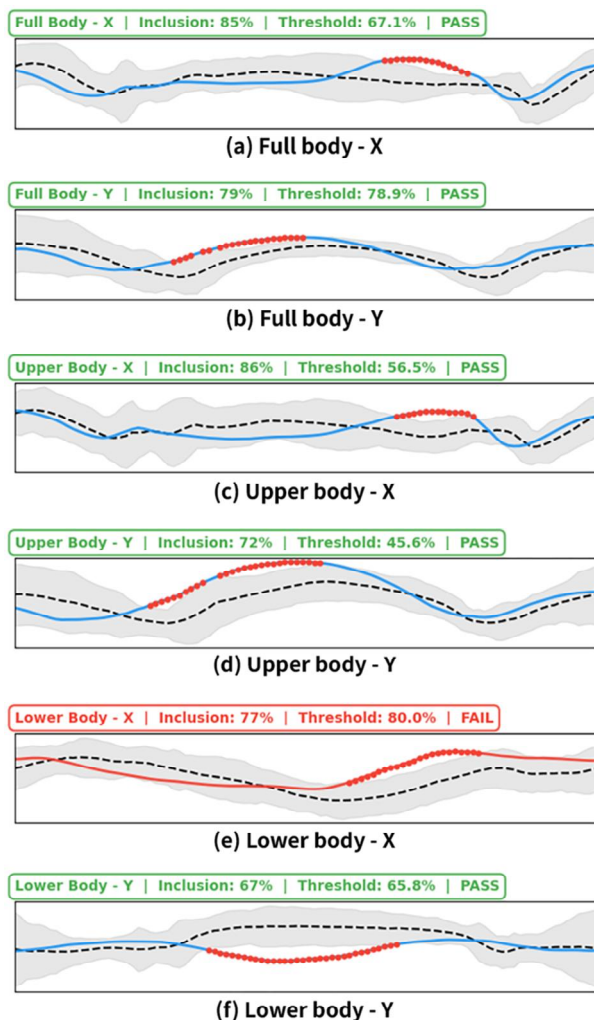 Full Body - X | Inclusion: 85% | Threshold: 67.1% | PASS
(a) Full body - X
Full Body - Y | Inclusion: 79% | Threshold: 78.9% | PASS
(b) Full body - Y
Upper Body - X | Inclusion: 86% | Threshold: 56.5% | PASS
(c) Upper body - X
Upper Body - Y | Inclusion: 72% | Threshold: 45.6% | PASS
(d) Upper body - Y
Lower Body - X | Inclusion: 77% | Threshold: 80.0% | FAIL
(e) Lower body - X
Lower Body - Y | Inclusion: 67% | Threshold: 65.8% | PASS
(f) Lower body - Y